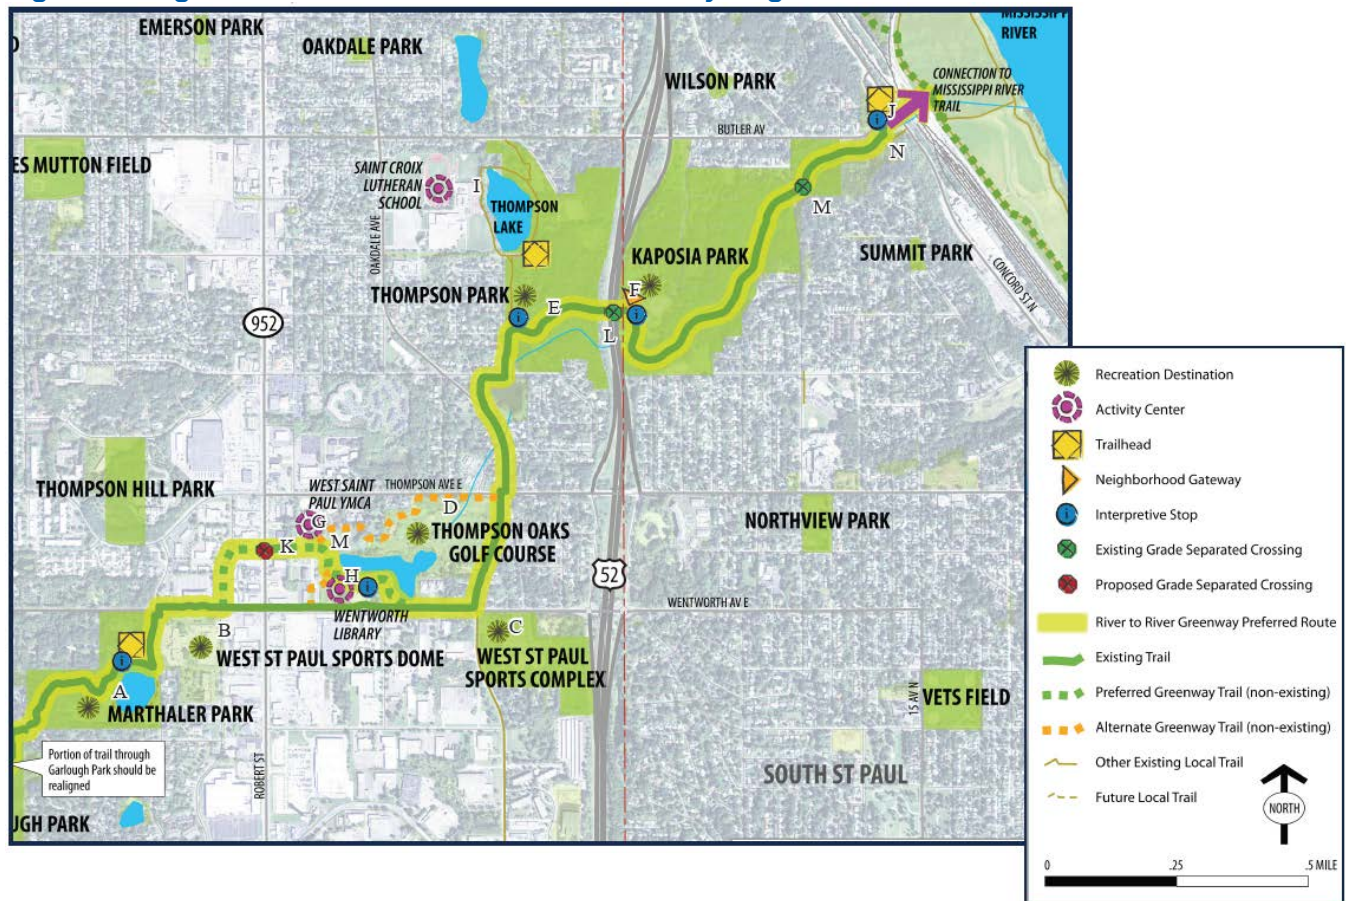 EMERSON PARK
OAKDALE PARK
MISSISSIPPI
RIVER
WILSON PARK
CONNECTION TO
MISSISSIPPI RIVER
TRAIL
J
BUTLER AV
N
ES MUTTON FIELD
SAINT CROIX
LUTHERAN
SCHOOL
I
THOMPSON
LAKE
M
OAKDALE AVE
KAPOSIA PARK
SUMMIT PARK
CONCORD ST.N
THOMPSON PARK
F
E
952
L
THOMPSON HILL PARK
WEST SAINT
PAUL YMCA
THOMPSON AVE E
D
G
THOMPSON OAKS
GOLF COURSE
NORTHVIEW PARK
K
M
H
52
WENTWORTH AV E
WENTWORTH
LIBRARY
B
WEST ST PAUL SPORTS DOME
C
WEST ST PAUL
SPORTS COMPLEX
A
MARTHALER PARK
15 AV N
VETS FIELD
Portion of trail through
Garlough Park should be
realigned
ROBERT ST
SOUTH ST PAUL
UGH PARK
Recreation Destination
Activity Center
Trailhead
Neighborhood Gateway
Interpretive Stop
Existing Grade Separated Crossing
Proposed Grade Separated Crossing
River to River Greenway Preferred Route
Existing Trail
Preferred Greenway Trail (non-existing)
Alternate Greenway Trail (non-existing)
Other Existing Local Trail
Future Local Trail
NORTH
0 .25 .5 MILE